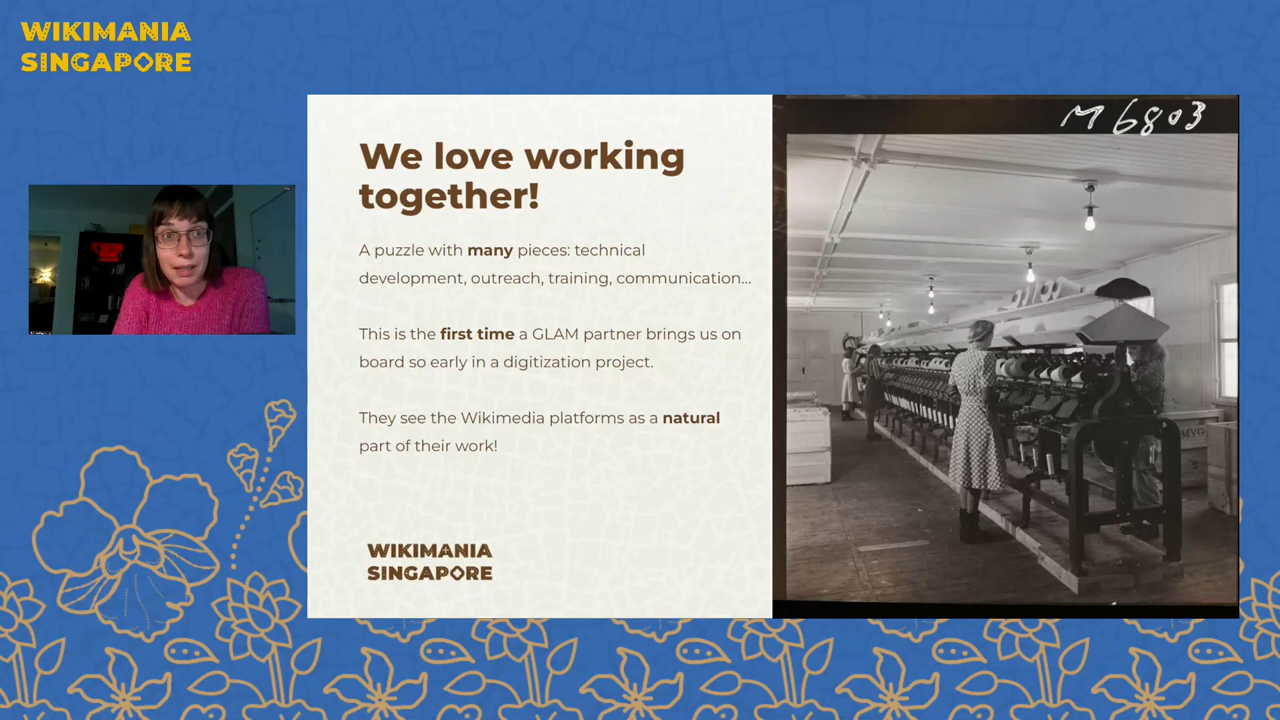 WIKIMANIA
SINGAPORE
We love working
together!
A puzzle with many pieces: technical
development, outreach, training, communication...
This is the first time a GLAM partner brings us on
board so early in a digitization project.
They see the Wikimedia platforms as a natural
part of their work!
WIKIMANIA
SINGAPORE
M 6803
MVG